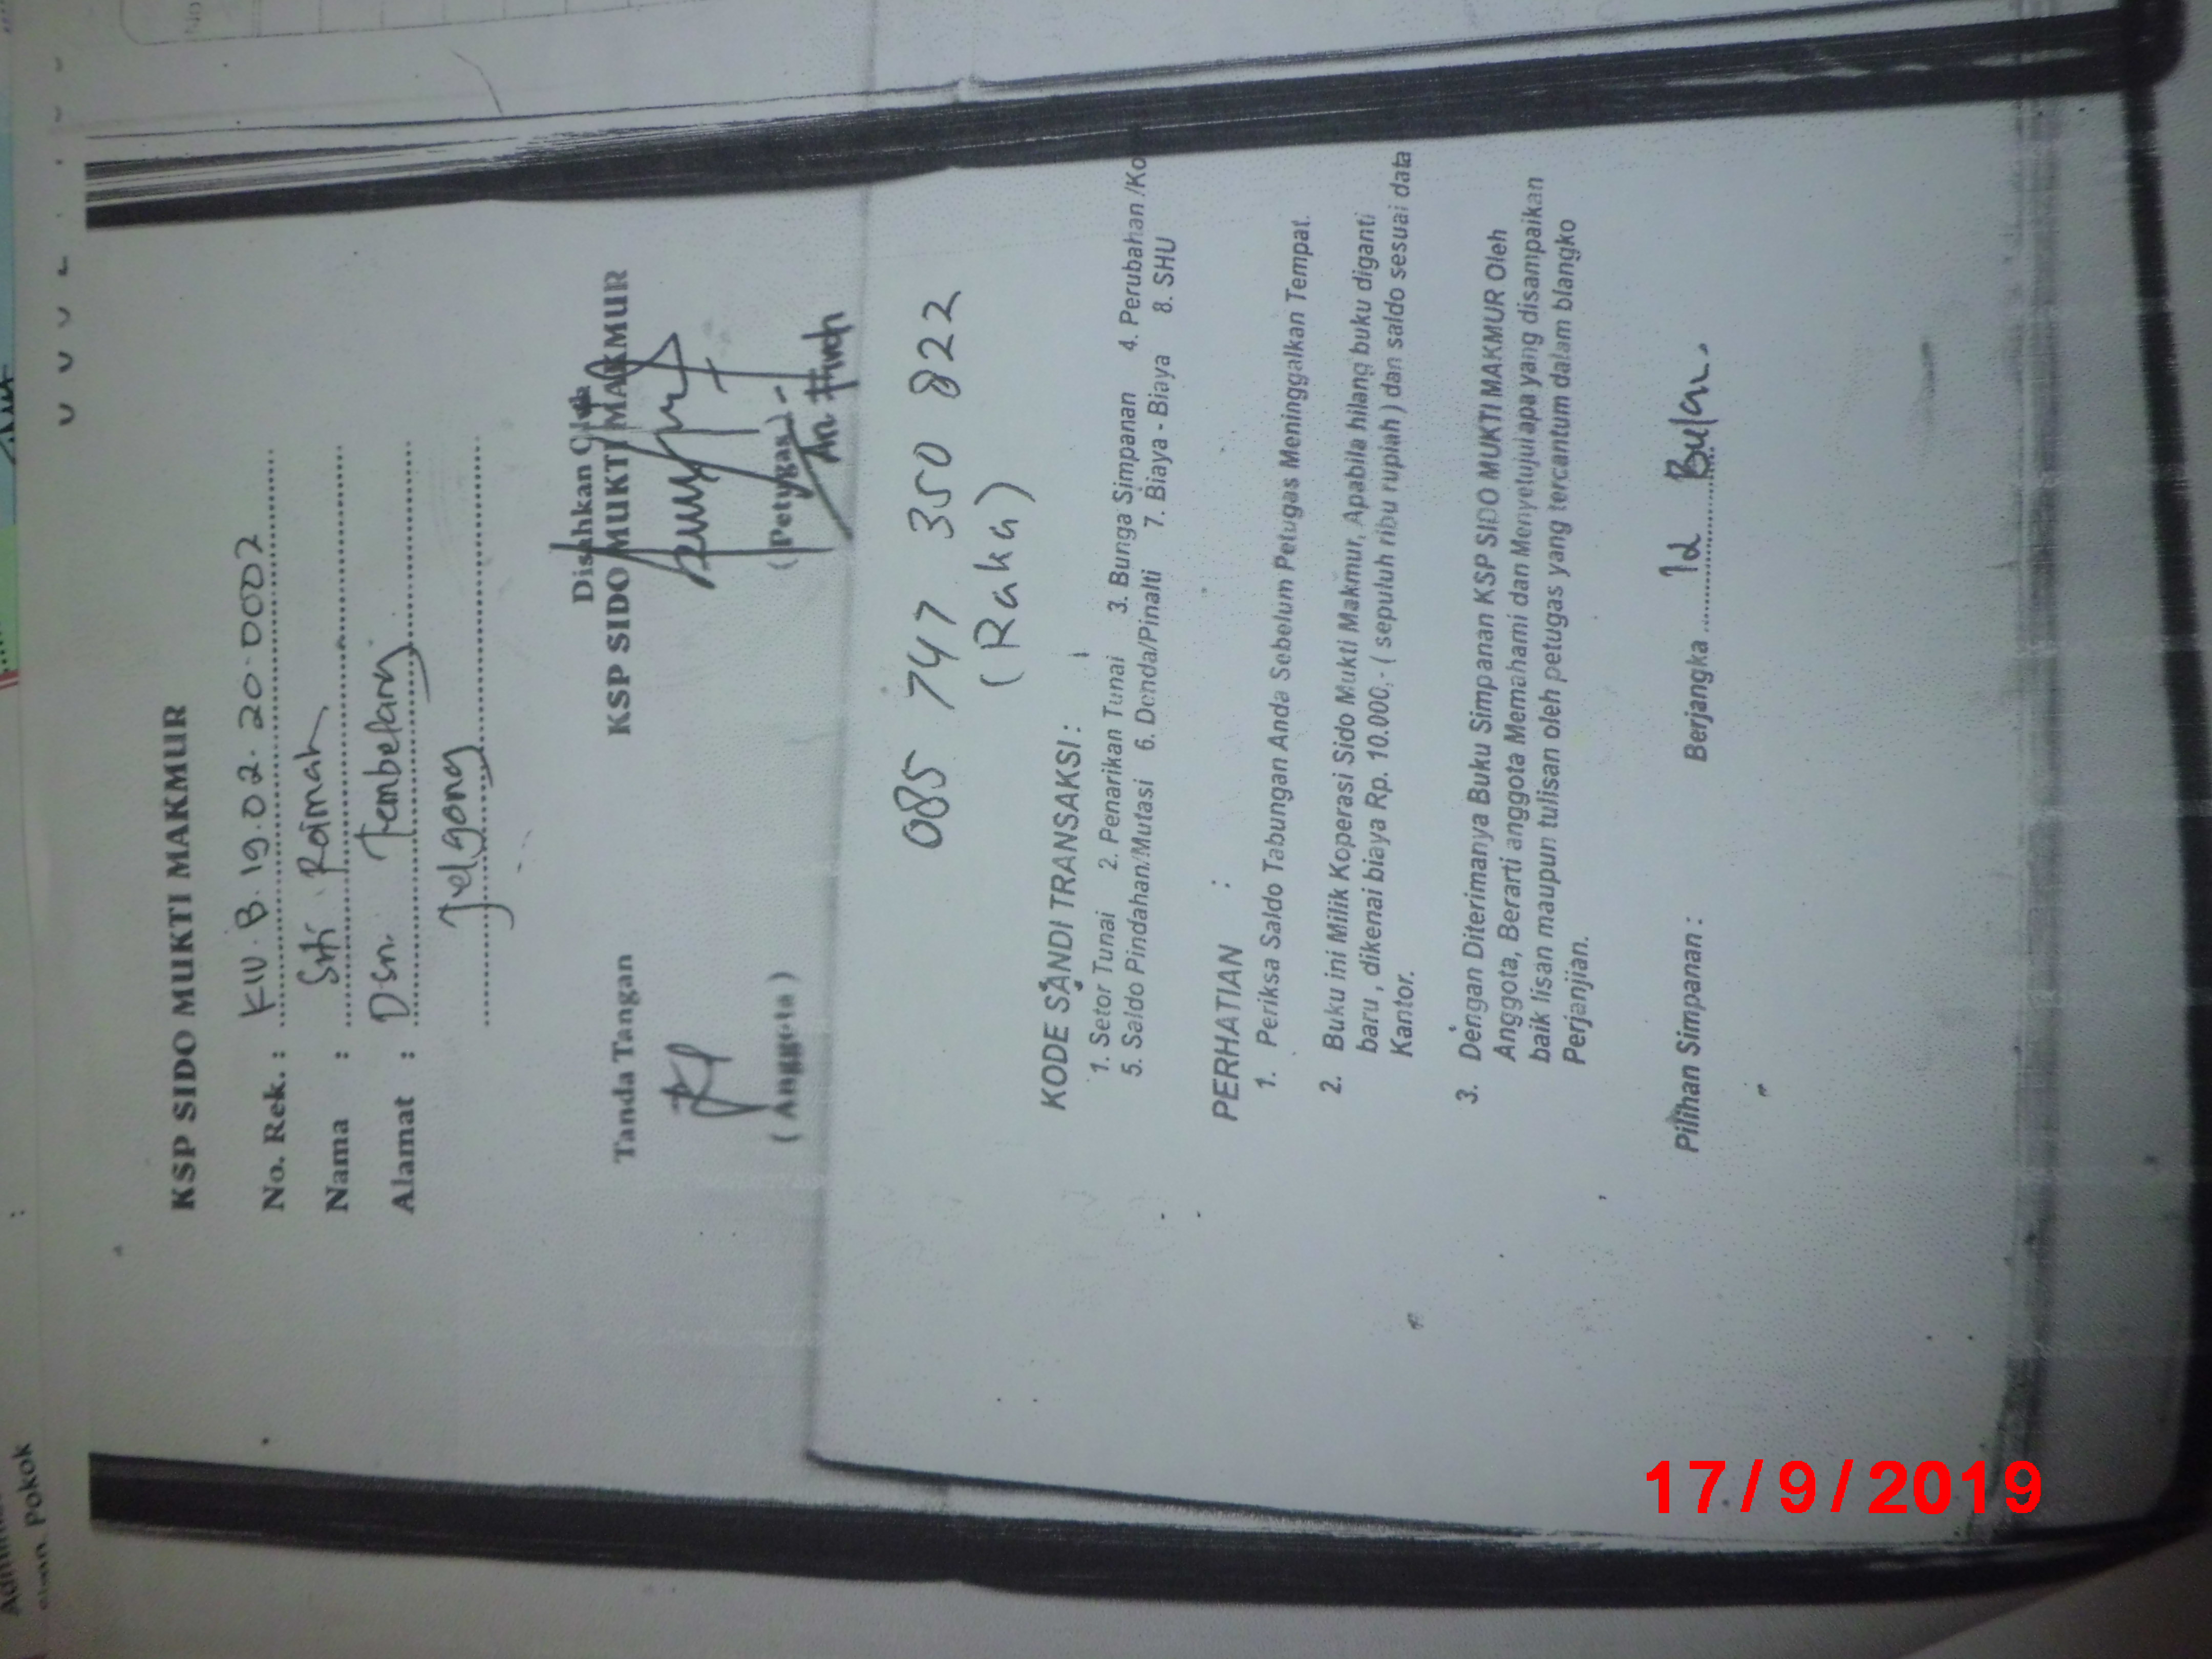 KSP SIDO MUKTI MAKMUR
No. Rek. : KIU.B.19.02.20.0002
Nama : Siti Roimah
Alamat : Dsn.
Jelgong
Tanda Tangan
Disahkan Oleh
KSP SIDO MUKTI MAKMUR
( Anggota )
( Petugas )
085 747 350 822
(Raka)
KODE SANDI TRANSAKSI :
1. Setor Tunai 2. Penarikan Tunai 3. Bunga Simpanan 4. Perubahan /Ko
5. Saldo Pindahan/Mutasi 6. Denda/Pinalti 7. Biaya - Biaya 8. SHU
PERHATIAN :
1. Periksa Saldo Tabungan Anda Sebelum Petugas Meninggalkan Tempat.
2. Buku ini Milik Koperasi Sido Mukti Makmur, Apabila hilang buku diganti
baru , dikenai biaya Rp. 10.000,- ( sepuluh ribu rupiah ) dan saldo sesuai data
Kantor.
3. Dengan Diterimanya Buku Simpanan KSP SIDO MUKTI MAKMUR Oleh
Anggota, Berarti anggota Memahami dan Menyetujui apa yang disampaikan
baik lisan maupun tulisan oleh petugas yang tercantum dalam blangko
Perjanjian.
Pilihan Simpanan : Berjangka 12 Bulan.
Pokok
17/9/2019